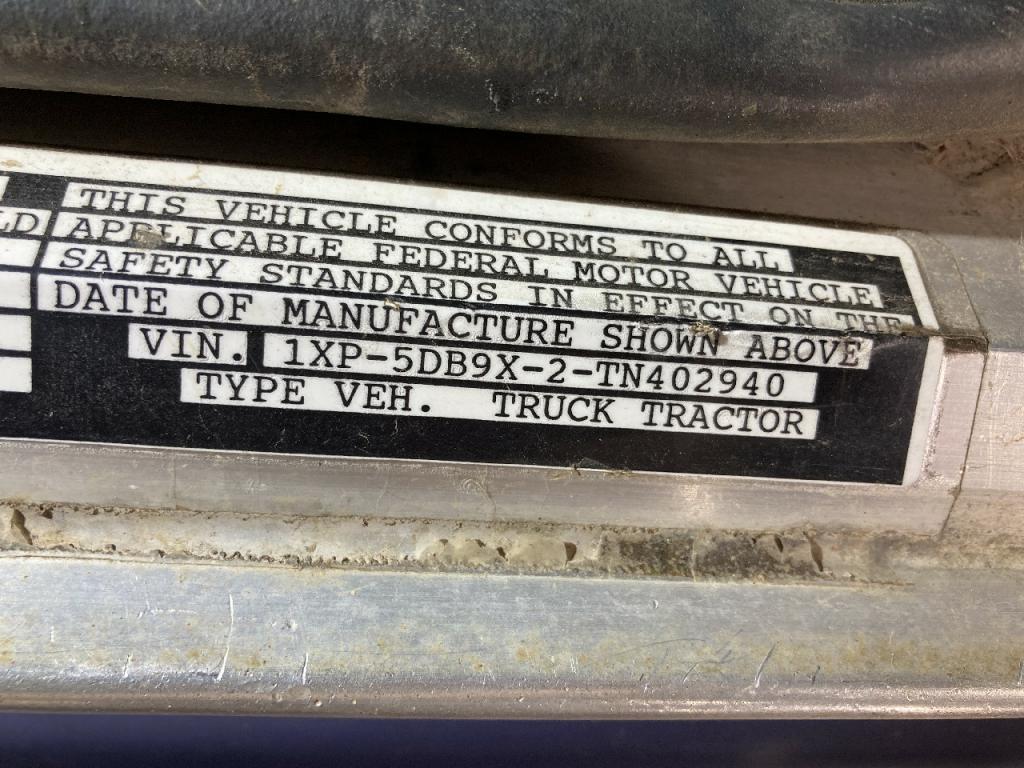 THIS VEHICLE CONFORMS TO ALL
LD APPLICABLE FEDERAL MOTOR VEHICLE
SAFETY STANDARDS IN EFFECT ON THE
DATE OF MANUFACTURE SHOWN ABOVE
VIN. 1XP-5DB9X-2-TN402940
TYPE VEH. TRUCK TRACTOR